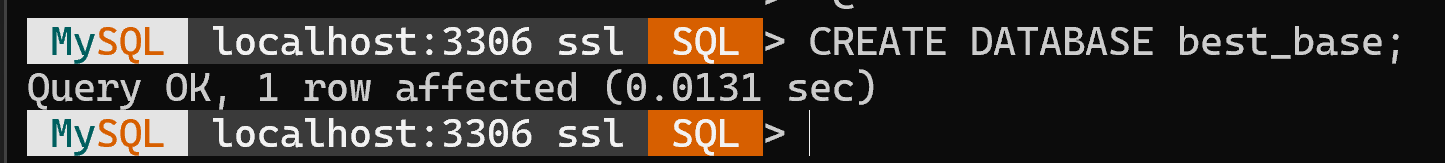 MySQL localhost:3306 ssl SQL > CREATE DATABASE best_base;
Query OK, 1 row affected (0.0131 sec)
MySQL localhost:3306 ssl SQL >